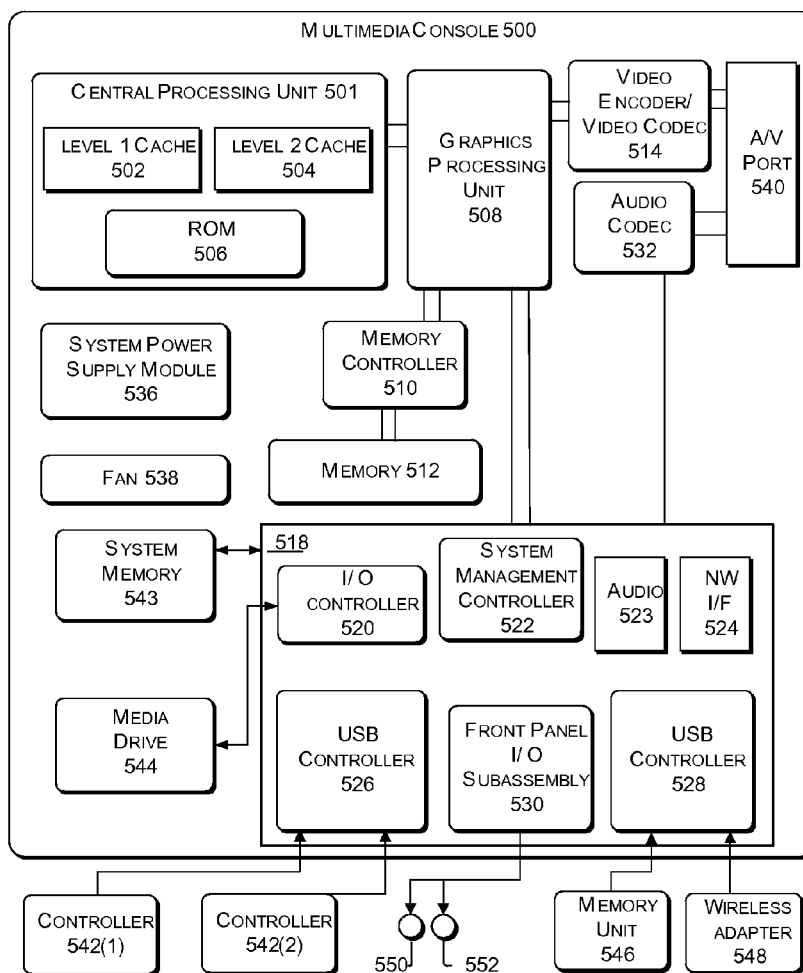 MULTIMEDIA CONSOLE 500
CENTRAL PROCESSING UNIT 501
LEVEL 1 CACHE
502
LEVEL 2 CACHE
504
ROM
506
GRAPHICS
PROCESSING
UNIT
508
VIDEO
ENCODER/
VIDEO CODEC
514
A/V
PORT
540
AUDIO
CODEC
532
SYSTEM POWER
SUPPLY MODULE
536
MEMORY
CONTROLLER
510
FAN 538
MEMORY 512
SYSTEM
MEMORY
543
518
I/O
CONTROLLER
520
SYSTEM
MANAGEMENT
CONTROLLER
522
AUDIO
523
NW
I/F
524
MEDIA
DRIVE
544
USB
CONTROLLER
526
FRONT PANEL
I/O
SUBASSEMBLY
530
USB
CONTROLLER
528
CONTROLLER
542(1)
CONTROLLER
542(2)
550
552
MEMORY
UNIT
546
WIRELESS
ADAPTER
548